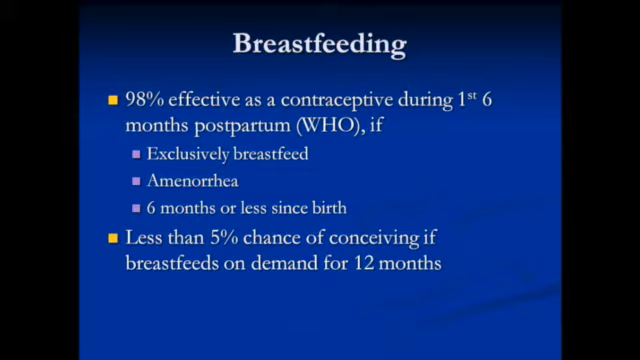 Breastfeeding
98% effective as a contraceptive during 1st 6
months postpartum (WHO), if
Exclusively breastfeed
Amenorrhea
6 months or less since birth
Less than 5% chance of conceiving if
breastfeeds on demand for 12 months